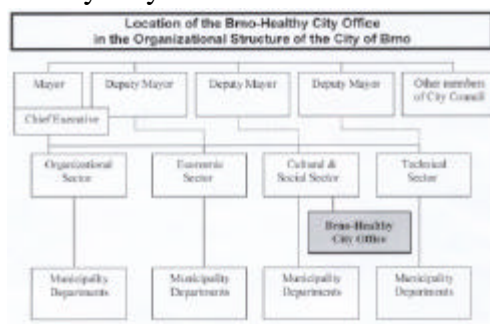 Location of the Brno-Healthy City Office
in the Organizational Structure of the City of Brno
Mayor
Deputy Mayor
Deputy Mayor
Deputy Mayor
Other members
of City Council
Chief Executive
Organizational
Sector
Economic
Sector
Cultural &
Social Sector
Technical
Sector
Brno-Healthy
City Office
Municipality
Departments
Municipality
Departments
Municipality
Departments
Municipality
Departments